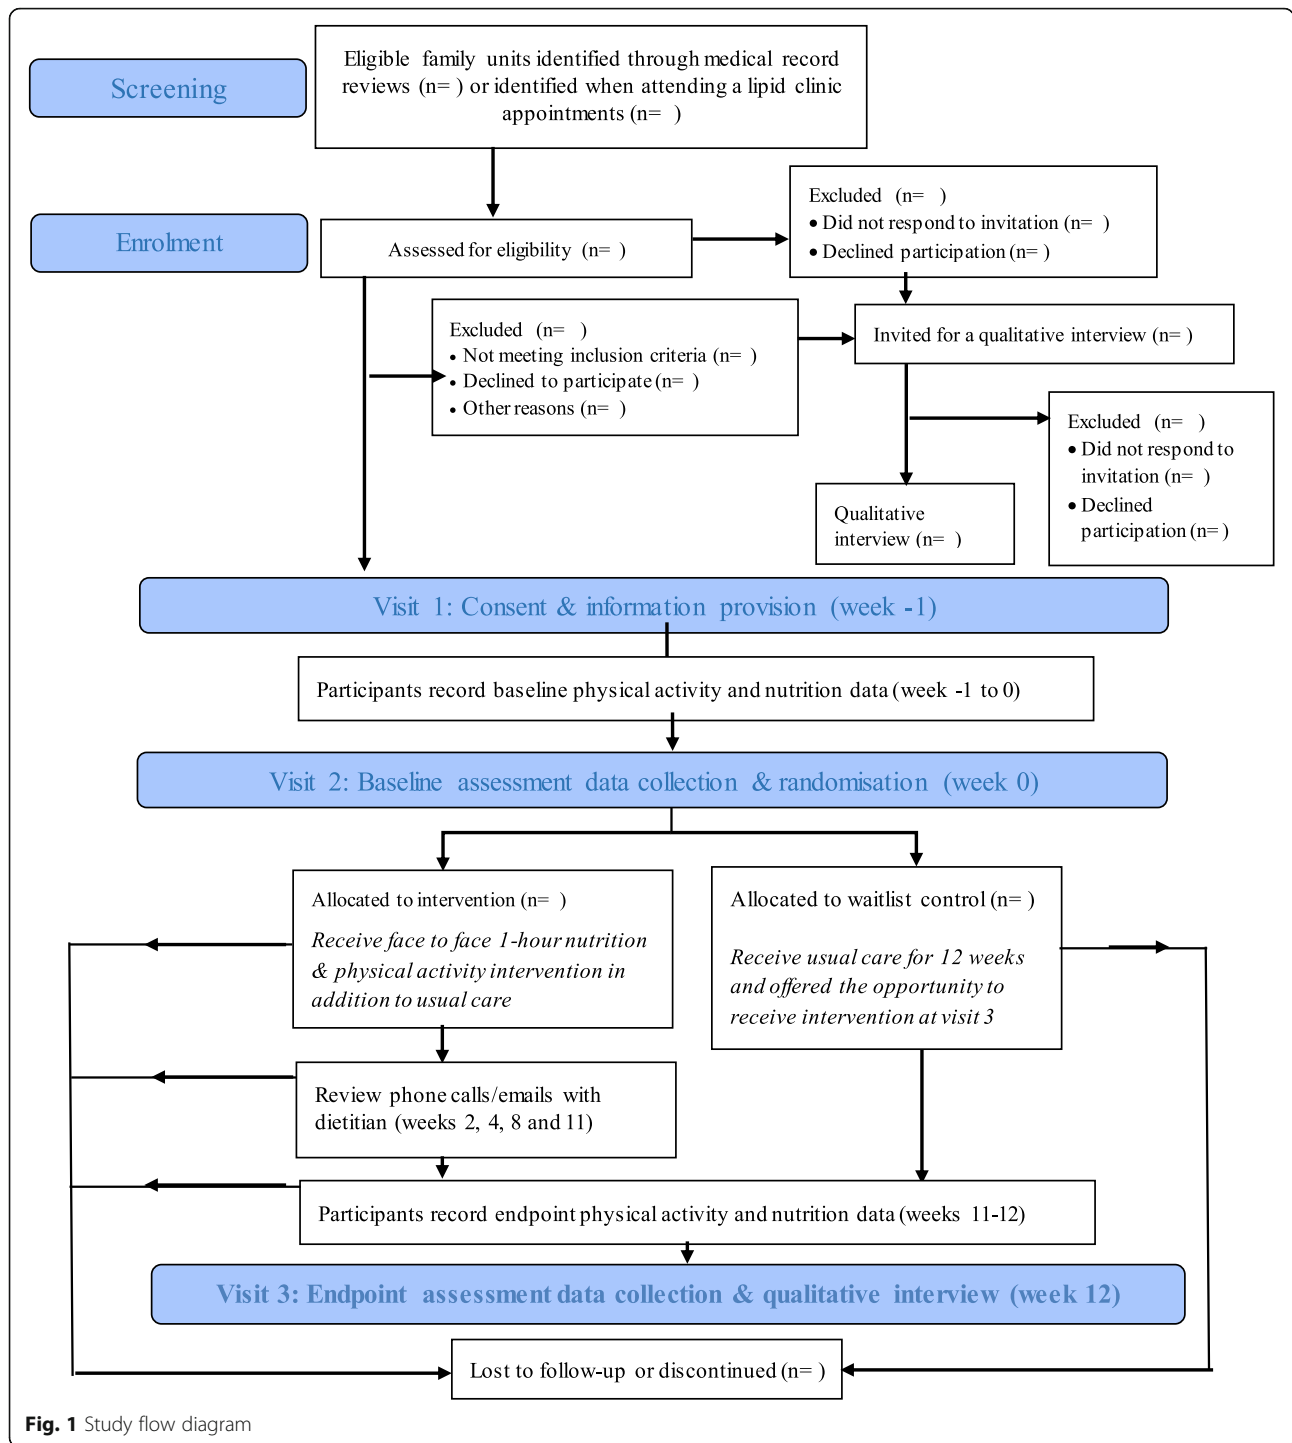 Screening
Eligible family units identified through medical record
reviews (n= ) or identified when attending a lipid clinic
appointments (n= )
Enrolment
Assessed for eligibility (n= )
Excluded (n= )
• Did not respond to invitation (n= )
• Declined participation (n= )
Excluded (n= )
• Not meeting inclusion criteria (n= )
• Declined to participate (n= )
• Other reasons (n= )
Invited for a qualitative interview (n= )
Excluded (n= )
• Did not respond to
invitation (n= )
• Declined
participation (n= )
Qualitative
interview (n= )
Visit 1: Consent & information provision (week -1)
Participants record baseline physical activity and nutrition data (week -1 to 0)
Visit 2: Baseline assessment data collection & randomisation (week 0)
Allocated to intervention (n= )
Receive face to face 1-hour nutrition
& physical activity intervention in
addition to usual care
Allocated to waitlist control (n= )
Receive usual care for 12 weeks
and offered the opportunity to
receive intervention at visit 3
Review phone calls/emails with
dietitian (weeks 2, 4, 8 and 11)
Participants record endpoint physical activity and nutrition data (weeks 11-12)
Visit 3: Endpoint assessment data collection & qualitative interview (week 12)
Lost to follow-up or discontinued (n= )
Fig. 1 Study flow diagram